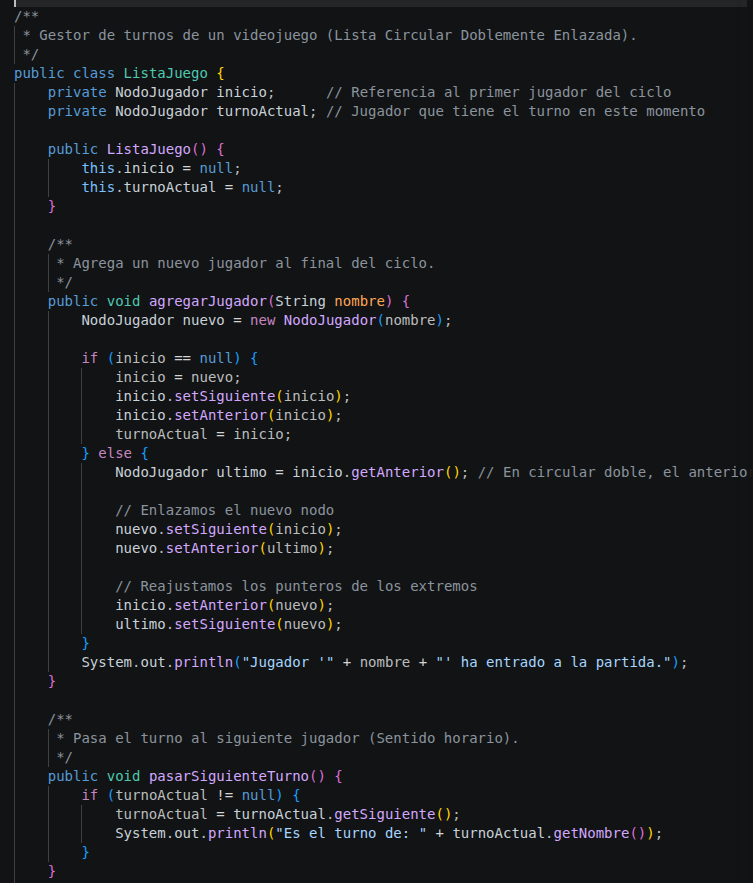 /**
 * Gestor de turnos de un videojuego (Lista Circular Doblemente Enlazada).
 */
public class ListaJuego {
    private NodoJugador inicio;      // Referencia al primer jugador del ciclo
    private NodoJugador turnoActual; // Jugador que tiene el turno en este momento

    public ListaJuego() {
        this.inicio = null;
        this.turnoActual = null;
    }

    /**
     * Agrega un nuevo jugador al final del ciclo.
     */
    public void agregarJugador(String nombre) {
        NodoJugador nuevo = new NodoJugador(nombre);

        if (inicio == null) {
            inicio = nuevo;
            inicio.setSiguiente(inicio);
            inicio.setAnterior(inicio);
            turnoActual = inicio;
        } else {
            NodoJugador ultimo = inicio.getAnterior(); // En circular doble, el anterio

            // Enlazamos el nuevo nodo
            nuevo.setSiguiente(inicio);
            nuevo.setAnterior(ultimo);

            // Reajustamos los punteros de los extremos
            inicio.setAnterior(nuevo);
            ultimo.setSiguiente(nuevo);
        }
        System.out.println("Jugador '" + nombre + "' ha entrado a la partida.");
    }

    /**
     * Pasa el turno al siguiente jugador (Sentido horario).
     */
    public void pasarSiguienteTurno() {
        if (turnoActual != null) {
            turnoActual = turnoActual.getSiguiente();
            System.out.println("Es el turno de: " + turnoActual.getNombre());
        }
    }